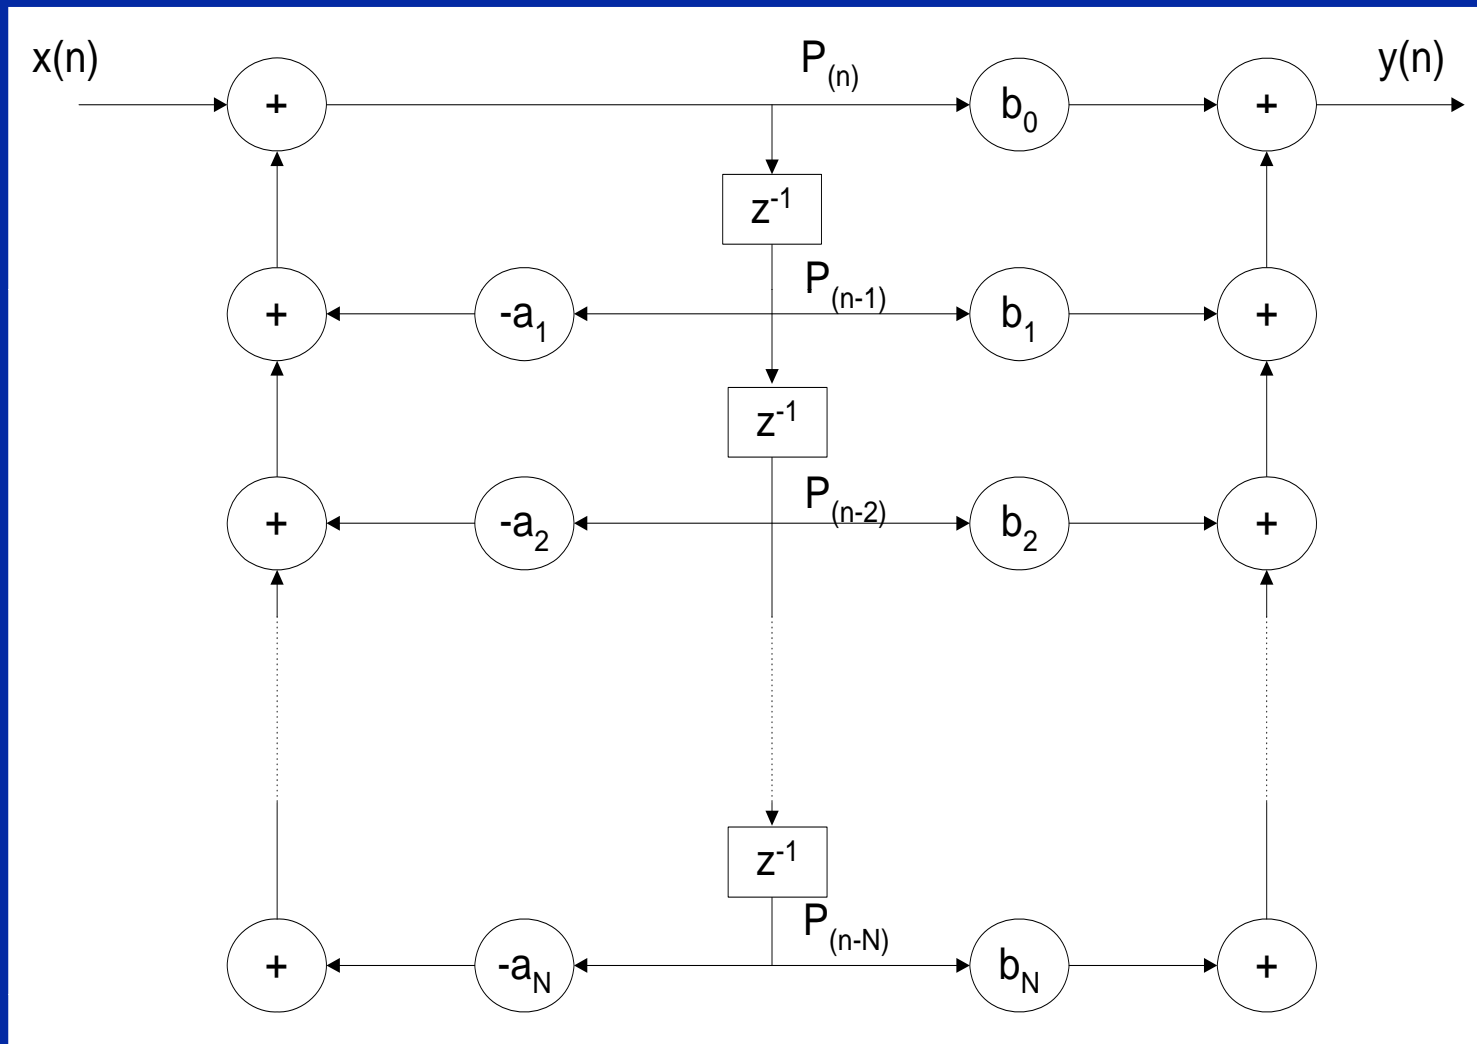 x(n) P(n) y(n)
+ b0 +
z-1
P(n-1)
+ -a1 b1 +
z-1
P(n-2)
+ -a2 b2 +
z-1
P(n-N)
+ -aN bN +